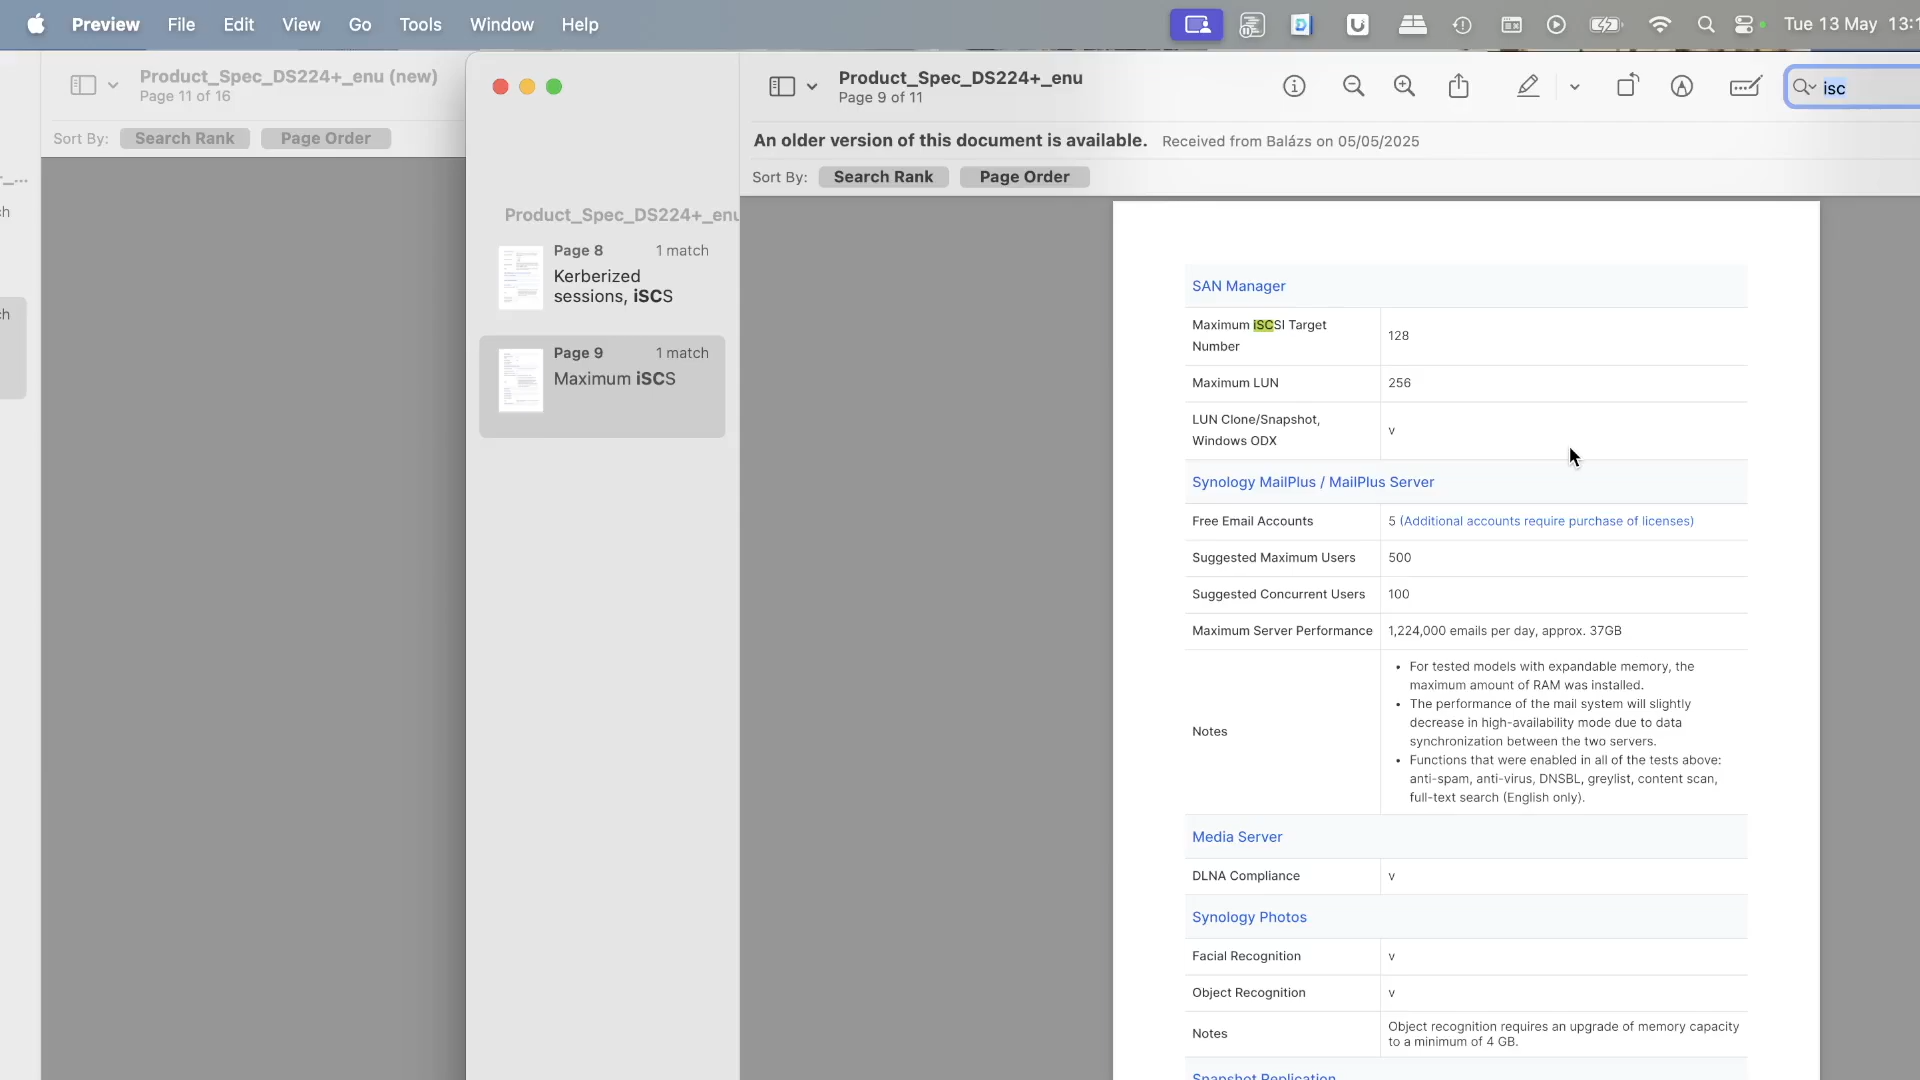 Preview File Edit View Go Tools Window Help
Tue 13 May
Product_Spec_DS224+_enu (new)
Page 11 of 16
Sort By: Search Rank Page Order
Product_Spec_DS224+_enu
Page 8 1 match
Kerberized
sessions, iSCS
Page 9 1 match
Maximum iSCS
Product_Spec_DS224+_enu
Page 9 of 11
isc
An older version of this document is available. Received from Balázs on 05/05/2025
Sort By: Search Rank Page Order
SAN Manager
Maximum iSCSI Target
Number
128
Maximum LUN 256
LUN Clone/Snapshot,
Windows ODX
v
Synology MailPlus / MailPlus Server
Free Email Accounts 5 (Additional accounts require purchase of licenses)
Suggested Maximum Users 500
Suggested Concurrent Users 100
Maximum Server Performance 1,224,000 emails per day, approx. 37GB
Notes
• For tested models with expandable memory, the
maximum amount of RAM was installed.
• The performance of the mail system will slightly
decrease in high-availability mode due to data
synchronization between the two servers.
• Functions that were enabled in all of the tests above:
anti-spam, anti-virus, DNSBL, greylist, content scan,
full-text search (English only).
Media Server
DLNA Compliance v
Synology Photos
Facial Recognition v
Object Recognition v
Notes
Object recognition requires an upgrade of memory capacity
to a minimum of 4 GB.
Snapshot Replication